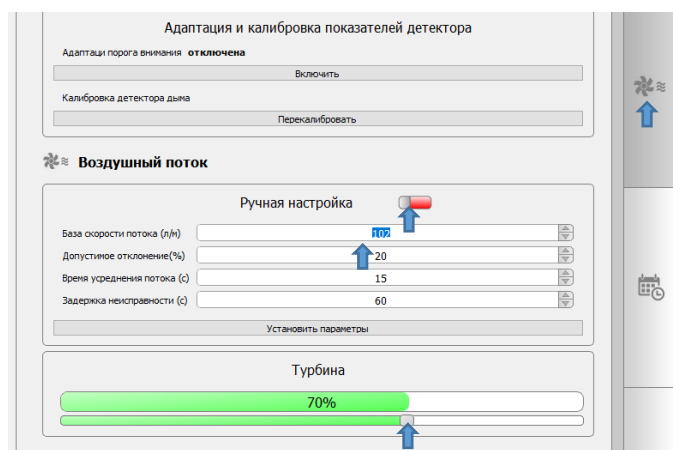 Адаптация и калибровка показателей детектора
Адаптаци порога внимания отключена
Включить
Калибровка детектора дыма
Перекалибровать
Воздушный поток
Ручная настройка
База скорости потока (л/н) 102
Допустимое отклонение(%) 20
Время усреднения потока (с) 15
Задержка неисправности (с) 60
Установить параметры
Турбина
70%